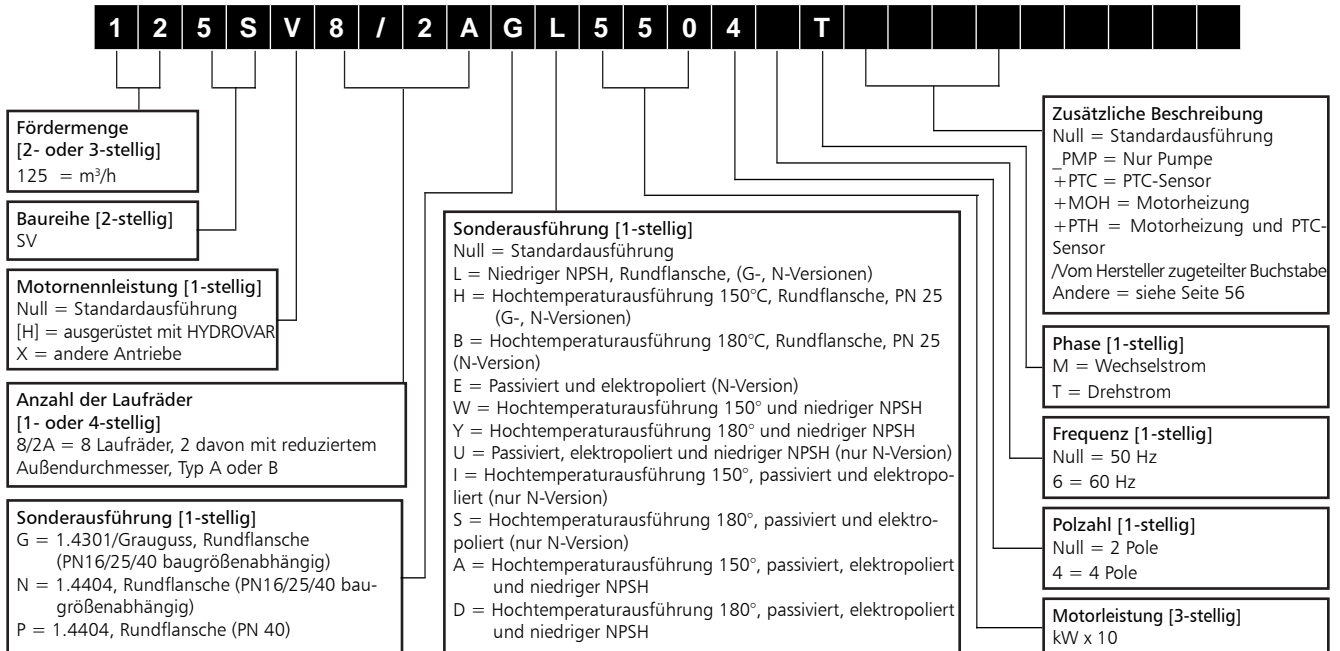 1 2 5 S V 8 / 2 A G L 5 5 0 4 T
Fördermenge
[2- oder 3-stellig]
125 = m³/h
Baureihe [2-stellig]
SV
Motornennleistung [1-stellig]
Null = Standardausführung
[H] = ausgerüstet mit HYDROVAR
X = andere Antriebe
Anzahl der Laufräder
[1- oder 4-stellig]
8/2A = 8 Laufräder, 2 davon mit reduziertem
Außendurchmesser, Typ A oder B
Sonderausführung [1-stellig]
G = 1.4301/Grauguss, Rundflansche
(PN16/25/40 baugrößenabhängig)
N = 1.4404, Rundflansche (PN16/25/40 bau-
größenabhängig)
P = 1.4404, Rundflansche (PN 40)
Sonderausführung [1-stellig]
Null = Standardausführung
L = Niedriger NPSH, Rundflansche, (G-, N-Versionen)
H = Hochtemperaturausführung 150°C, Rundflansche, PN 25
(G-, N-Versionen)
B = Hochtemperaturausführung 180°C, Rundflansche, PN 25
(N-Version)
E = Passiviert und elektropoliert (N-Version)
W = Hochtemperaturausführung 150° und niedriger NPSH
Y = Hochtemperaturausführung 180° und niedriger NPSH
U = Passiviert, elektropoliert und niedriger NPSH (nur N-Version)
I = Hochtemperaturausführung 150°, passiviert und elektropo-
liert (nur N-Version)
S = Hochtemperaturausführung 180°, passiviert und elektro-
poliert (nur N-Version)
A = Hochtemperaturausführung 150°, passiviert, elektropoliert
und niedriger NPSH
D = Hochtemperaturausführung 180°, passiviert, elektropoliert
und niedriger NPSH
Zusätzliche Beschreibung
Null = Standardausführung
_PMP = Nur Pumpe
+PTC = PTC-Sensor
+MOH = Motorheizung
+PTH = Motorheizung und PTC-
Sensor
/Vom Hersteller zugeteilter Buchstabe
Andere = siehe Seite 56
Phase [1-stellig]
M = Wechselstrom
T = Drehstrom
Frequenz [1-stellig]
Null = 50 Hz
6 = 60 Hz
Polzahl [1-stellig]
Null = 2 Pole
4 = 4 Pole
Motorleistung [3-stellig]
kW x 10